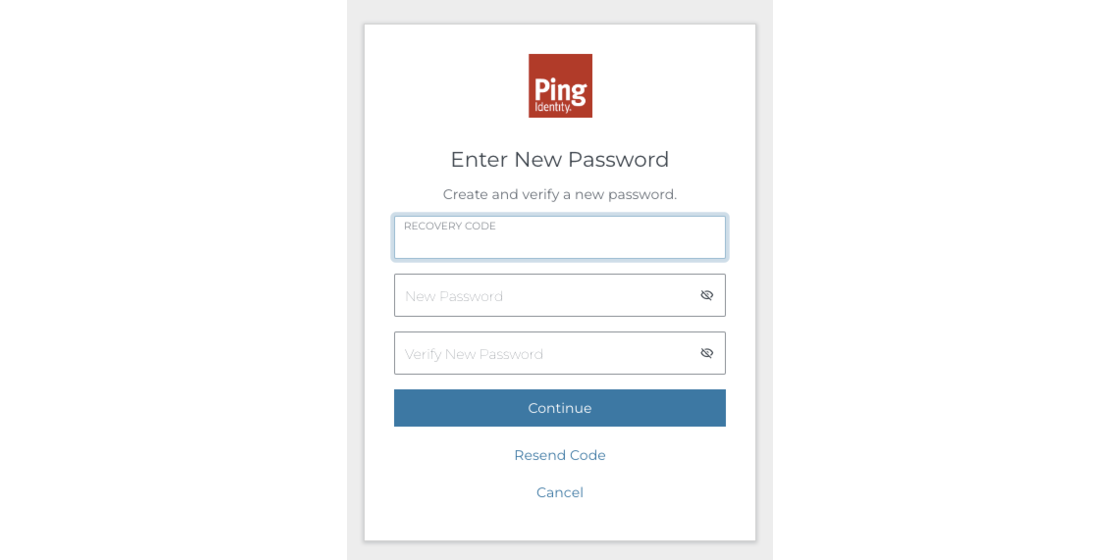 Ping
Identity.
Enter New Password
Create and verify a new password.
RECOVERY CODE
New Password
Verify New Password
Continue
Resend Code
Cancel